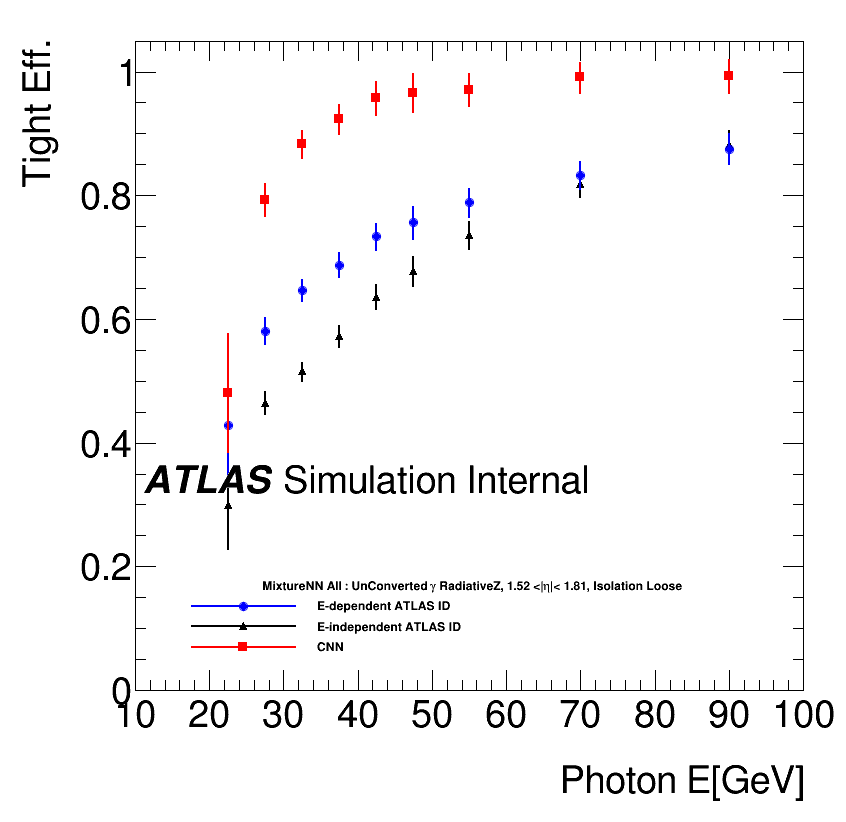 Tight Eff.
1
0.8
0.6
0.4
0.2
0
ATLAS Simulation Internal
MixtureNN All : UnConverted γ RadiativeZ, 1.52 <|η|< 1.81, Isolation Loose
E-dependent ATLAS ID
E-independent ATLAS ID
CNN
10 20 30 40 50 60 70 80 90 100
Photon E[GeV]